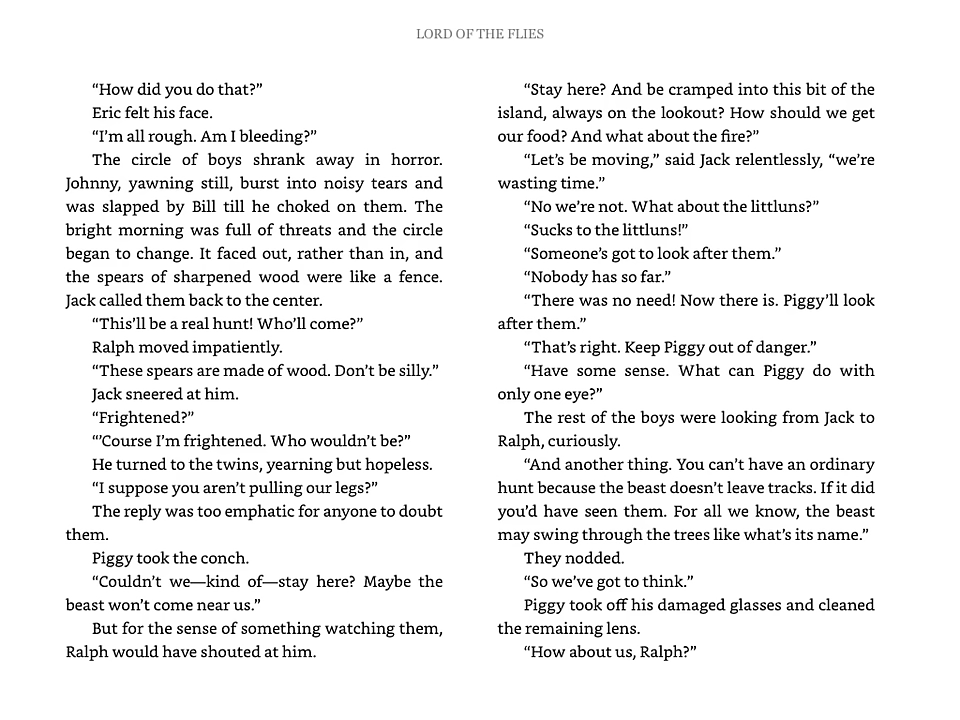 LORD OF THE FLIES
“How did you do that?”
Eric felt his face.
“I’m all rough. Am I bleeding?”
The circle of boys shrank away in horror.
Johnny, yawning still, burst into noisy tears and
was slapped by Bill till he choked on them. The
bright morning was full of threats and the circle
began to change. It faced out, rather than in, and
the spears of sharpened wood were like a fence.
Jack called them back to the center.
“This’ll be a real hunt! Who’ll come?”
Ralph moved impatiently.
“These spears are made of wood. Don’t be silly.”
Jack sneered at him.
“Frightened?”
“’Course I’m frightened. Who wouldn’t be?”
He turned to the twins, yearning but hopeless.
“I suppose you aren’t pulling our legs?”
The reply was too emphatic for anyone to doubt
them.
Piggy took the conch.
“Couldn’t we—kind of—stay here? Maybe the
beast won’t come near us.”
But for the sense of something watching them,
Ralph would have shouted at him.
“Stay here? And be cramped into this bit of the
island, always on the lookout? How should we get
our food? And what about the fire?”
“Let’s be moving,” said Jack relentlessly, “we’re
wasting time.”
“No we’re not. What about the littluns?”
“Sucks to the littluns!”
“Someone’s got to look after them.”
“Nobody has so far.”
“There was no need! Now there is. Piggy’ll look
after them.”
“That’s right. Keep Piggy out of danger.”
“Have some sense. What can Piggy do with
only one eye?”
The rest of the boys were looking from Jack to
Ralph, curiously.
“And another thing. You can’t have an ordinary
hunt because the beast doesn’t leave tracks. If it did
you’d have seen them. For all we know, the beast
may swing through the trees like what’s its name.”
They nodded.
“So we’ve got to think.”
Piggy took off his damaged glasses and cleaned
the remaining lens.
“How about us, Ralph?”